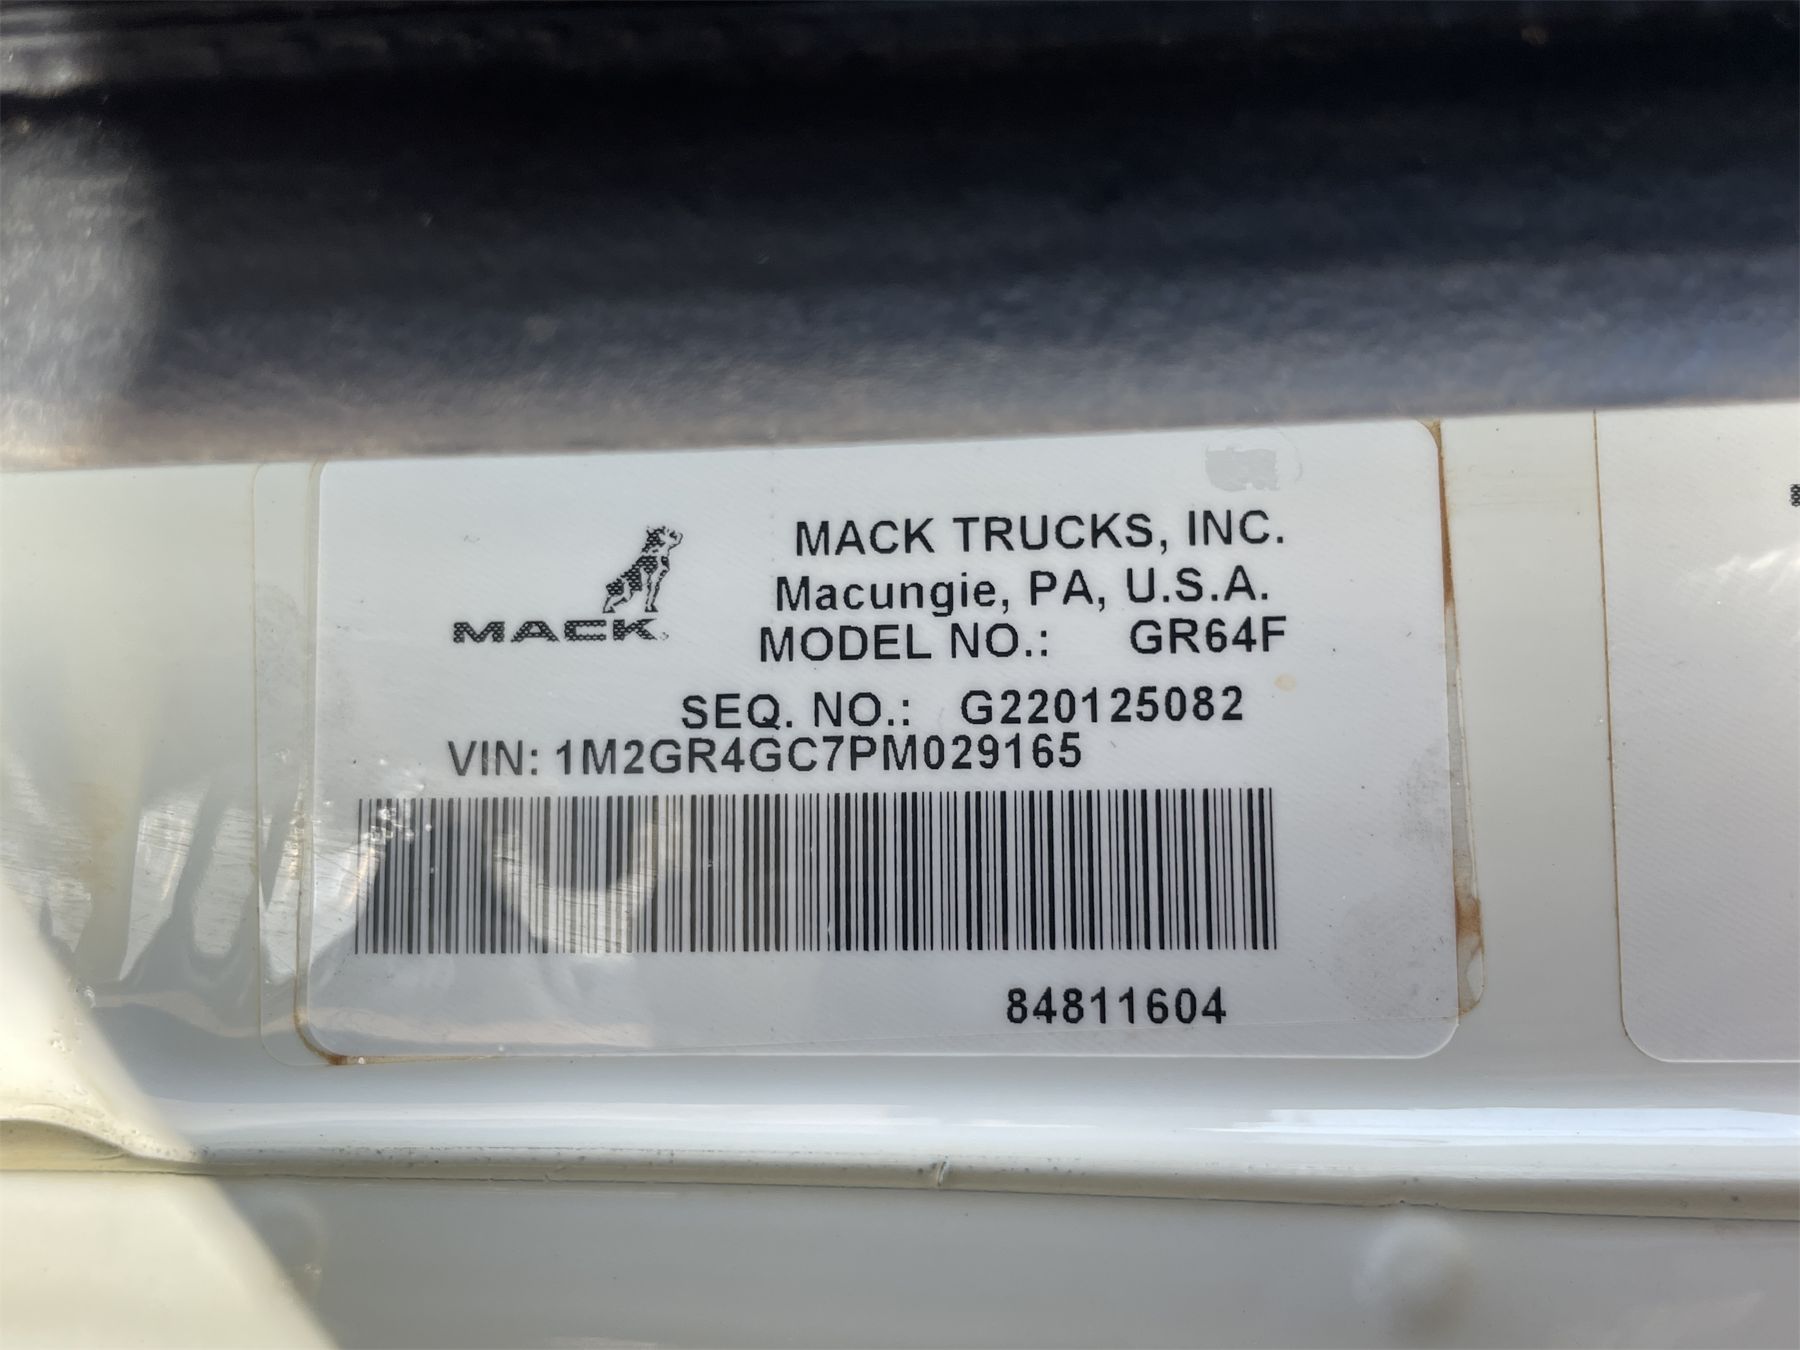 MACK TRUCKS, INC.
Macungie, PA, U.S.A.
MACK
MODEL NO.: GR64F
SEQ. NO.: G220125082
VIN: 1M2GR4GC7PM029165
84811604